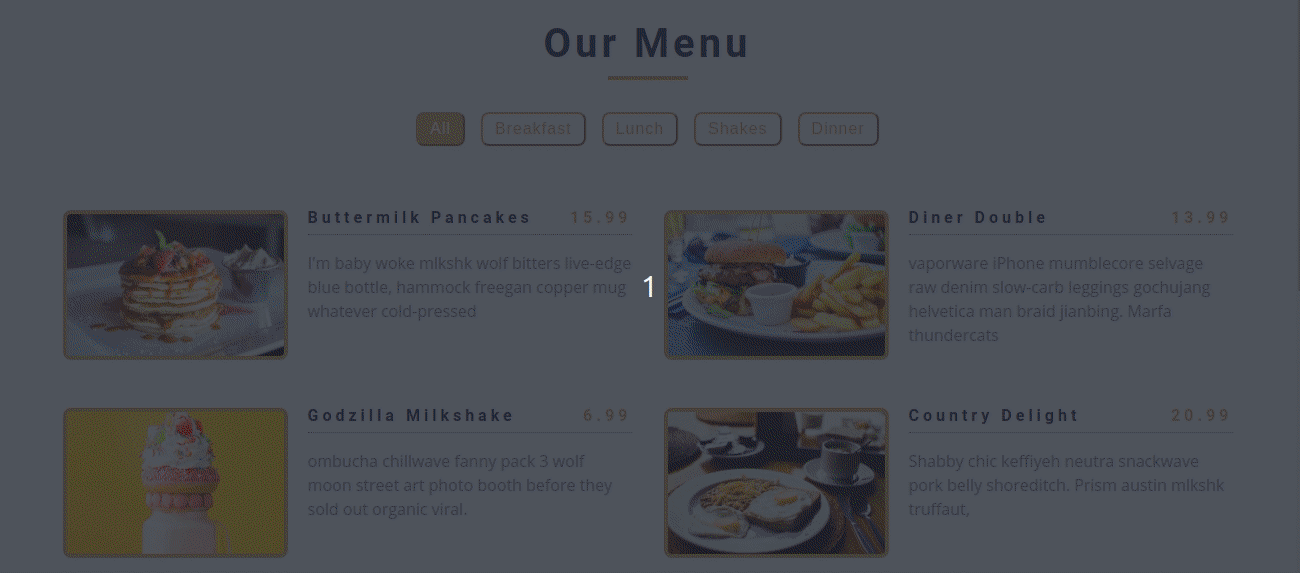 Our Menu
All Breakfast Lunch Shakes Dinner
Buttermilk Pancakes 15.99
I'm baby woke mlkshk wolf bitters live-edge
blue bottle, hammock freegan copper mug
whatever cold-pressed
Diner Double 13.99
vaporware iPhone mumblecore selvage
raw denim slow-carb leggings gochujang
helvetica man braid jianbing. Marfa
thundercats
1
Godzilla Milkshake 6.99
ombucha chillwave fanny pack 3 wolf
moon street art photo booth before they
sold out organic viral.
Country Delight 20.99
Shabby chic keffiyeh neutra snackwave
pork belly shoreditch. Prism austin mlkshk
truffaut,